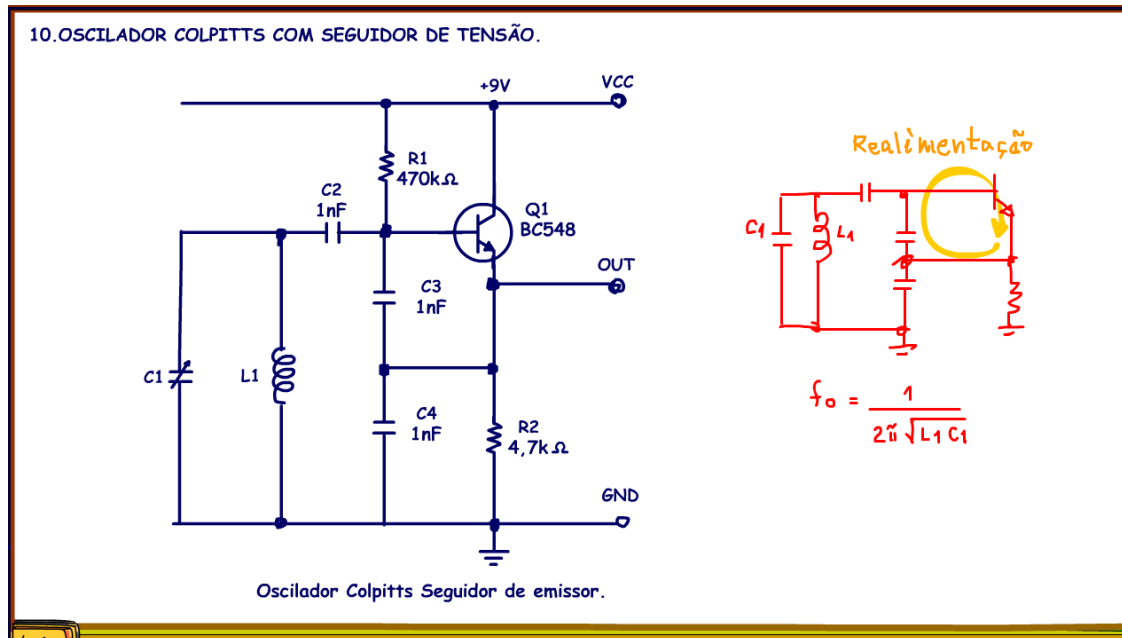 10.OSCILADOR COLPITTS COM SEGUIDOR DE TENSÃO.
+9V
VCC
R1
470kΩ
C2
1nF
Q1
BC548
OUT
C3
1nF
C1
L1
C4
1nF
R2
4,7kΩ
GND
Oscilador Colpitts Seguidor de emissor.
Realimentação
C1
L1
fo = 1 / 2π√L1 C1